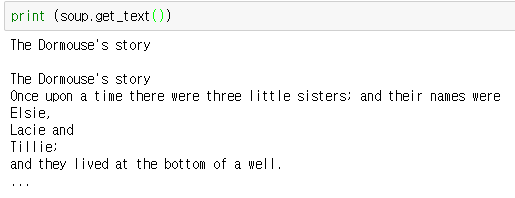 print (soup.get_text())
The Dormouse's story
The Dormouse's story
Once upon a time there were three little sisters; and their names were
Elsie,
Lacie and
Tillie;
and they lived at the bottom of a well.
...